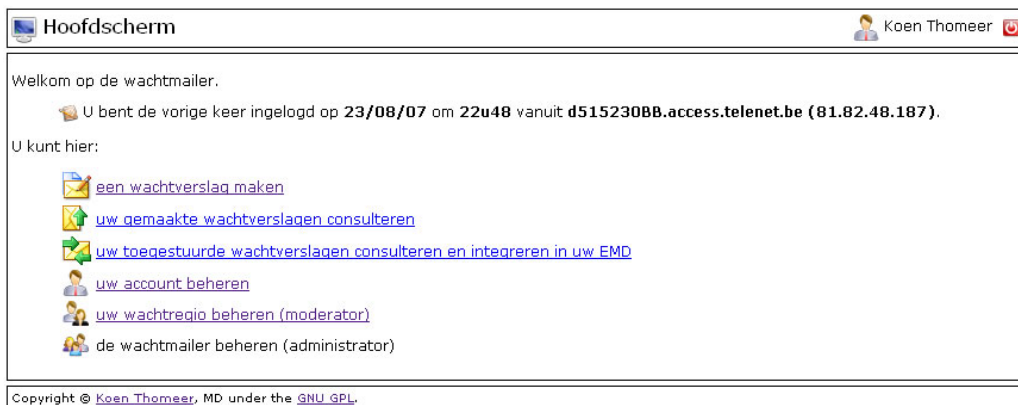 Hoofdscherm
Koen Thomeer
Welkom op de wachtmailer.
U bent de vorige keer ingelogd op 23/08/07 om 22u48 vanuit d515230BB.access.telenet.be (81.82.48.187).
U kunt hier:
een wachtverslag maken
uw gemaakte wachtverslagen consulteren
uw toegestuurde wachtverslagen consulteren en integreren in uw EMD
uw account beheren
uw wachtregio beheren (moderator)
de wachtmailer beheren (administrator)
Copyright © Koen Thomeer, MD under the GNU GPL.